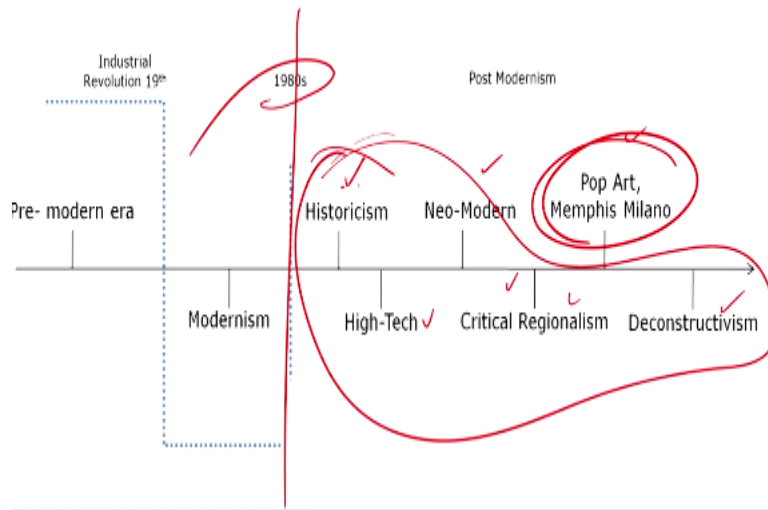 Industrial
Revolution 19th
1980s
Post Modernism
Pre- modern era
Historicism
Neo-Modern
Pop Art,
Memphis Milano
Modernism
High-Tech
Critical Regionalism
Deconstructivism